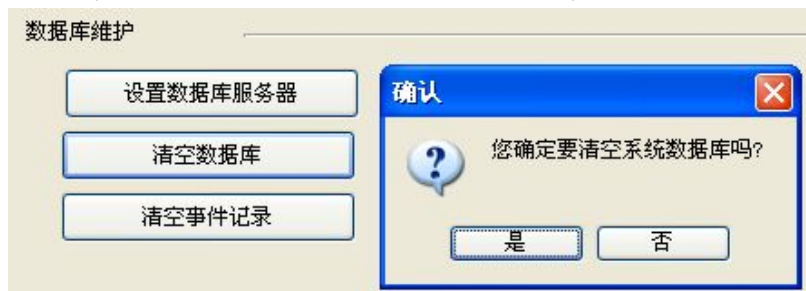 数据库维护
设置数据库服务器
清空数据库
清空事件记录
确认
您确定要清空系统数据库吗?
是
否